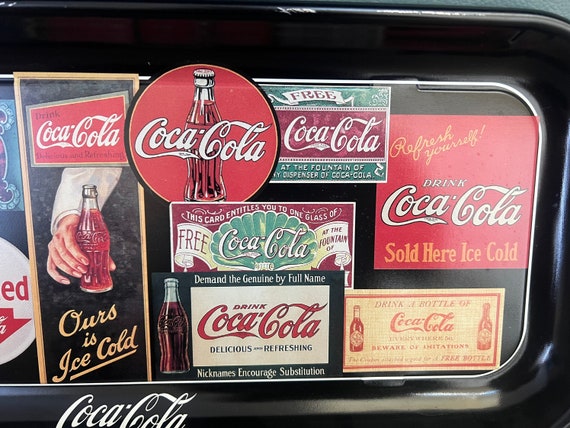 Drink
Coca-Cola
Delicious and Refreshing
Ours
is
Ice Cold
Coca-Cola
FREE
Coca-Cola
AT THE FOUNTAIN OF
ANY DISPENSER OF COCA-COLA
THIS CARD ENTITLES YOU TO ONE GLASS OF
FREE
Coca-Cola
AT THE
FOUNTAIN
OF
Refresh
yourself!
DRINK
Coca-Cola
Sold Here Ice Cold
Demand the Genuine by Full Name
DRINK
Coca-Cola
DELICIOUS AND REFRESHING
Nicknames Encourage Substitution
DRINK A BOTTLE OF
Coca-Cola
EVERYWHERE 5¢
BEWARE OF IMITATIONS
A FREE BOTTLE
ed
Coca-Cola